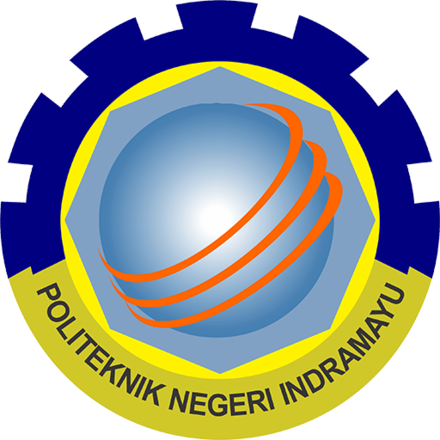 POLITEKNIK NEGERI INDRAMAYU